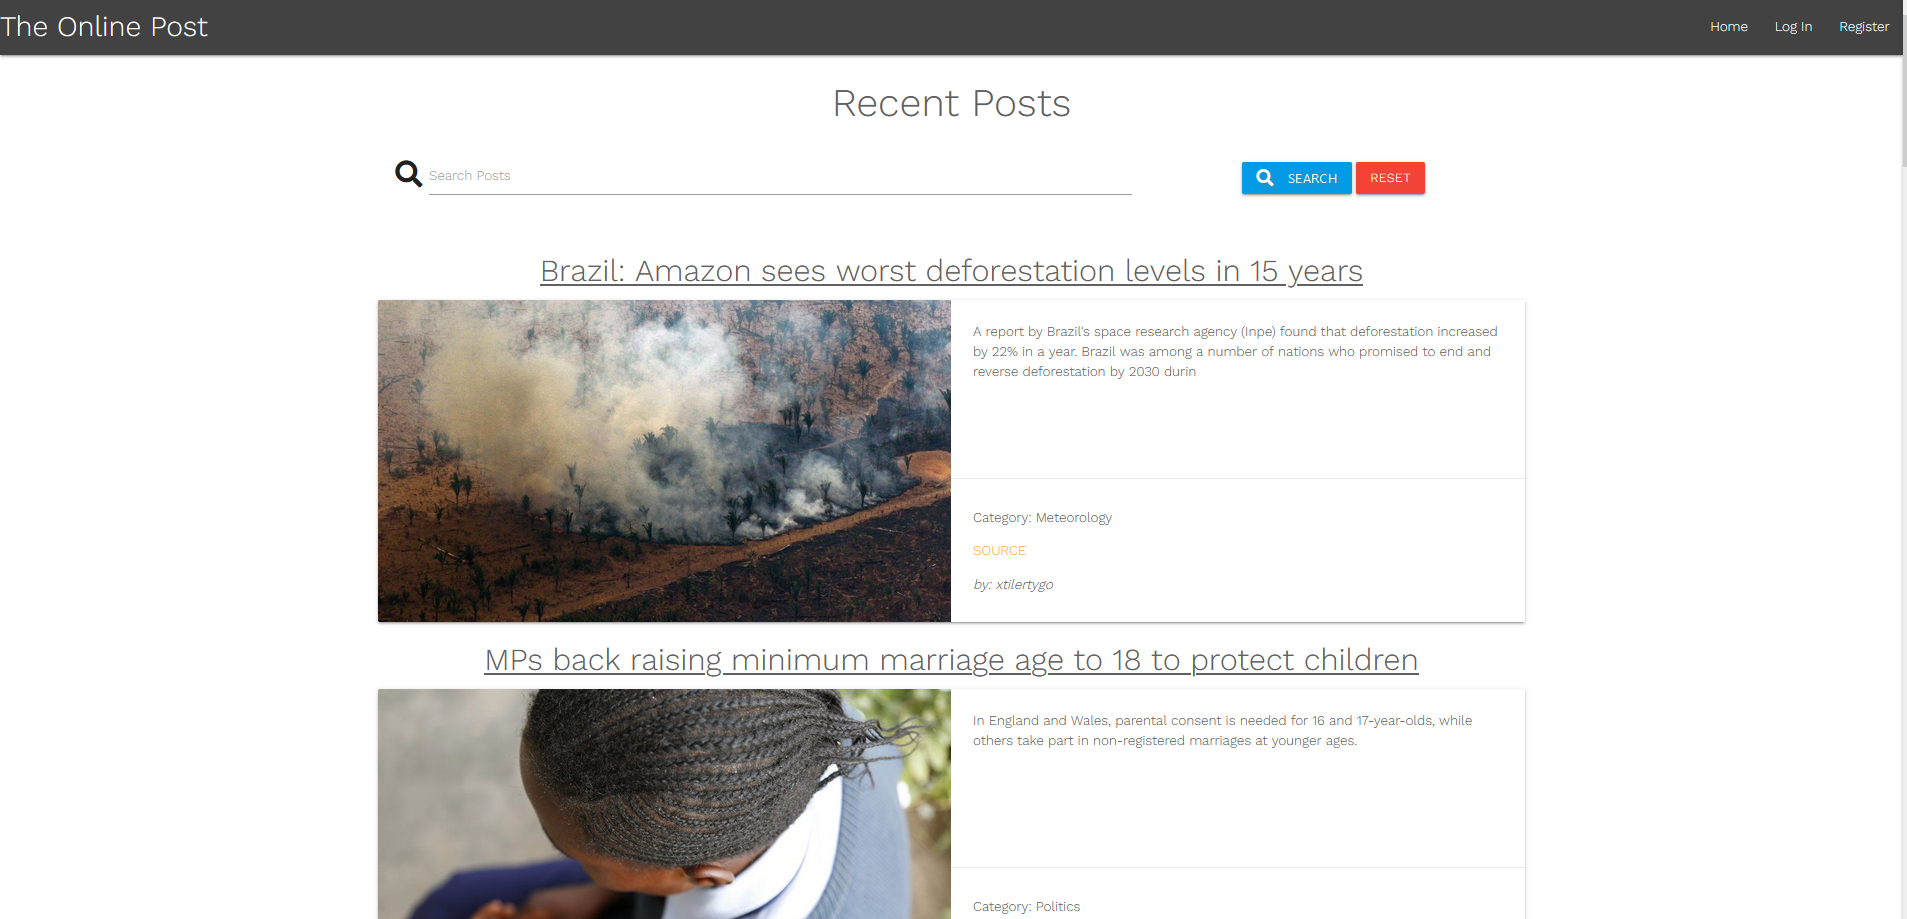 The Online Post
Home
Log In
Register
Recent Posts
Search Posts
SEARCH
RESET
Brazil: Amazon sees worst deforestation levels in 15 years
A report by Brazil's space research agency (Inpe) found that deforestation increased
by 22% in a year. Brazil was among a number of nations who promised to end and
reverse deforestation by 2030 durin
Category: Meteorology
SOURCE
by: xtilertygo
MPs back raising minimum marriage age to 18 to protect children
In England and Wales, parental consent is needed for 16 and 17-year-olds, while
others take part in non-registered marriages at younger ages.
Category: Politics